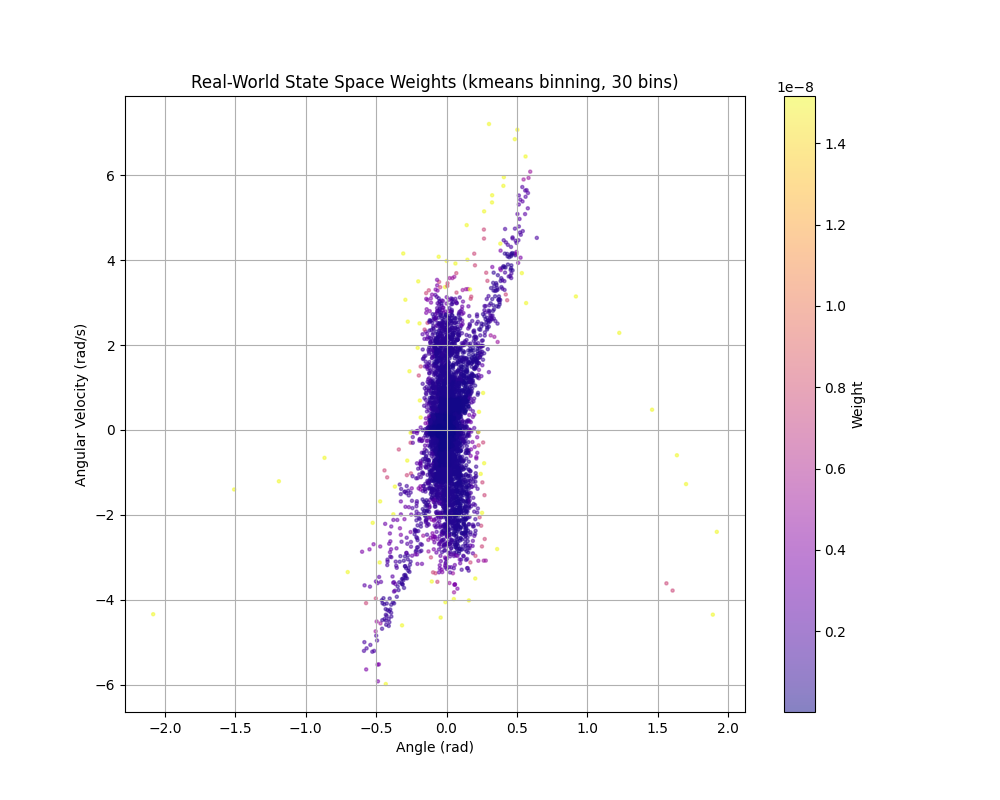 Real-World State Space Weights (kmeans binning, 30 bins)
1e−8
6
4
2
0
−2
−4
−6
Angular Velocity (rad/s)
−2.0 −1.5 −1.0 −0.5 0.0 0.5 1.0 1.5 2.0
Angle (rad)
1.4
1.2
1.0
0.8
0.6
0.4
0.2
Weight